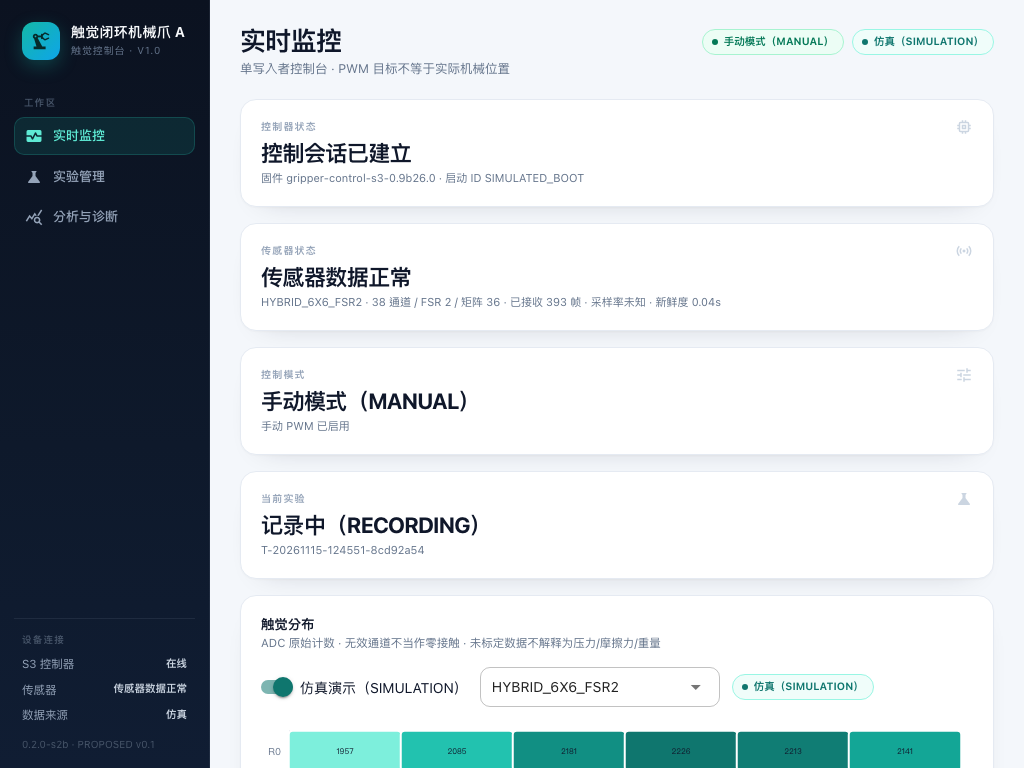 触觉闭环机械爪 A
触觉控制台 · V1.0
工作区
实时监控
实验管理
分析与诊断
设备连接
S3 控制器 在线
传感器 传感器数据正常
数据来源 仿真
0.2.0-s2b · PROPOSED v0.1
实时监控
单写入者控制台 · PWM 目标不等于实际机械位置
手动模式（MANUAL）
仿真（SIMULATION）
控制器状态
控制会话已建立
固件 gripper-control-s3-0.9b26.0 · 启动 ID SIMULATED_BOOT
传感器状态
传感器数据正常
HYBRID_6X6_FSR2 · 38 通道 / FSR 2 / 矩阵 36 · 已接收 393 帧 · 采样率未知 · 新鲜度 0.04s
控制模式
手动模式（MANUAL）
手动 PWM 已启用
当前实验
记录中（RECORDING）
T-20261115-124551-8cd92a54
触觉分布
ADC 原始计数 · 无效通道不当作零接触 · 未标定数据不解释为压力/摩擦力/重量
仿真演示（SIMULATION） HYBRID_6X6_FSR2 仿真（SIMULATION）
R0 1957 2085 2181 2226 2213 2141